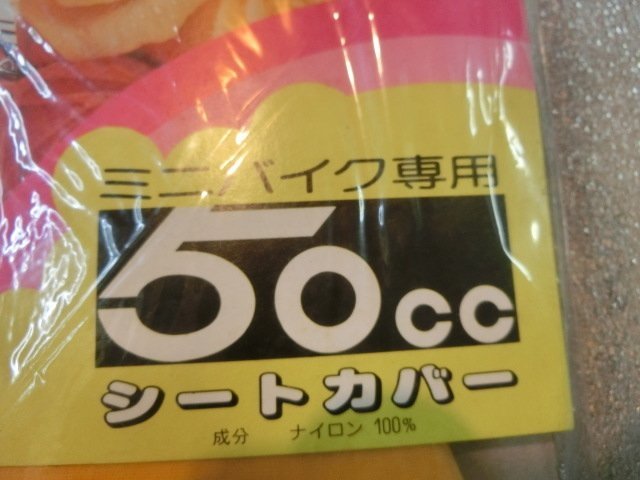 ミニバイク専用
50cc
シートカバー
成分 ナイロン 100%